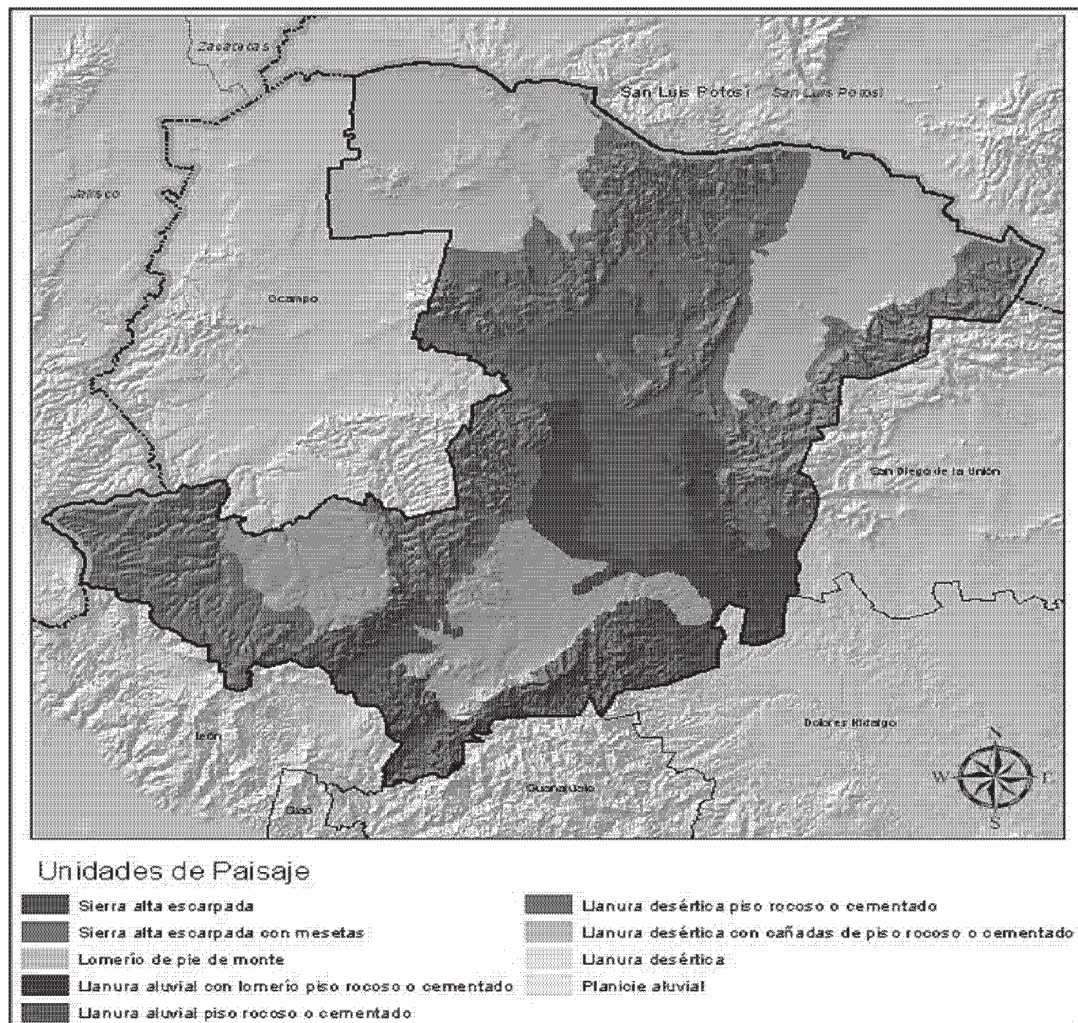 Zacatecas
San Luis Potosí San Luis Potosí
Jalisco
Ocampo
San Diego de la Unión
león
Dolores Hidalgo
Guanajuato
Silao
N
W E
S
Unidades de Paisaje
Sierra alta escarpada
Sierra alta escarpada con mesetas
Lomerío de pie de monte
Llanura aluvial con lomerío piso rocoso o cementado
Llanura aluvial piso rocoso o cementado
Llanura desértica piso rocoso o cementado
Llanura desértica con cañadas de piso rocoso o cementado
Llanura desértica
Planicie aluvial